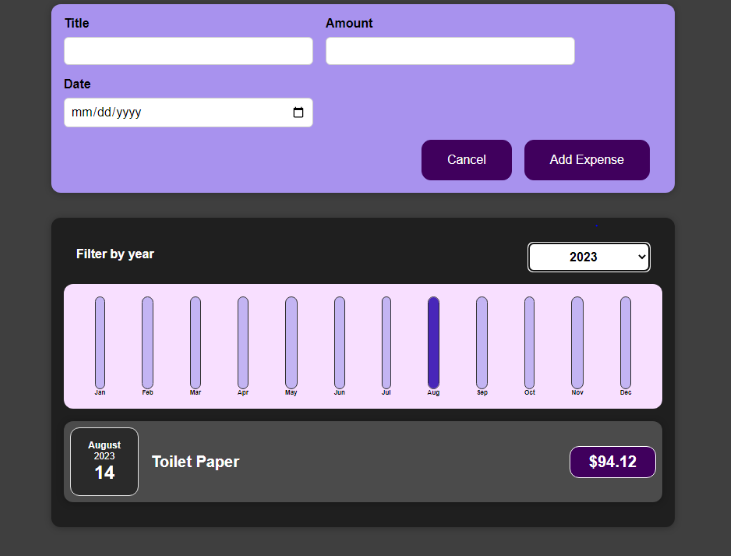 Title Amount
Date
mm/dd/yyyy
Cancel Add Expense
Filter by year 2023
Jan Feb Mar Apr May Jun Jul Aug Sep Oct Nov Dec
August
2023
14
Toilet Paper
$94.12